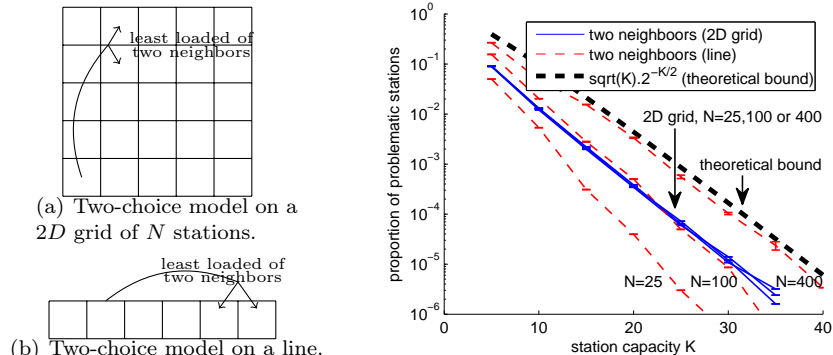 least loaded of
two neighbors
(a) Two-choice model on a
2D grid of N stations.
least loaded of
two neighbors
(b) Two-choice model on a line.
two neighboors (2D grid)
two neighboors (line)
sqrt(K).2^-K/2 (theoretical bound)
2D grid, N=25,100 or 400
theoretical bound
N=25
N=100
N=400
proportion of problematic stations
10^0
10^-1
10^-2
10^-3
10^-4
10^-5
10^-6
0 10 20 30 40
station capacity K